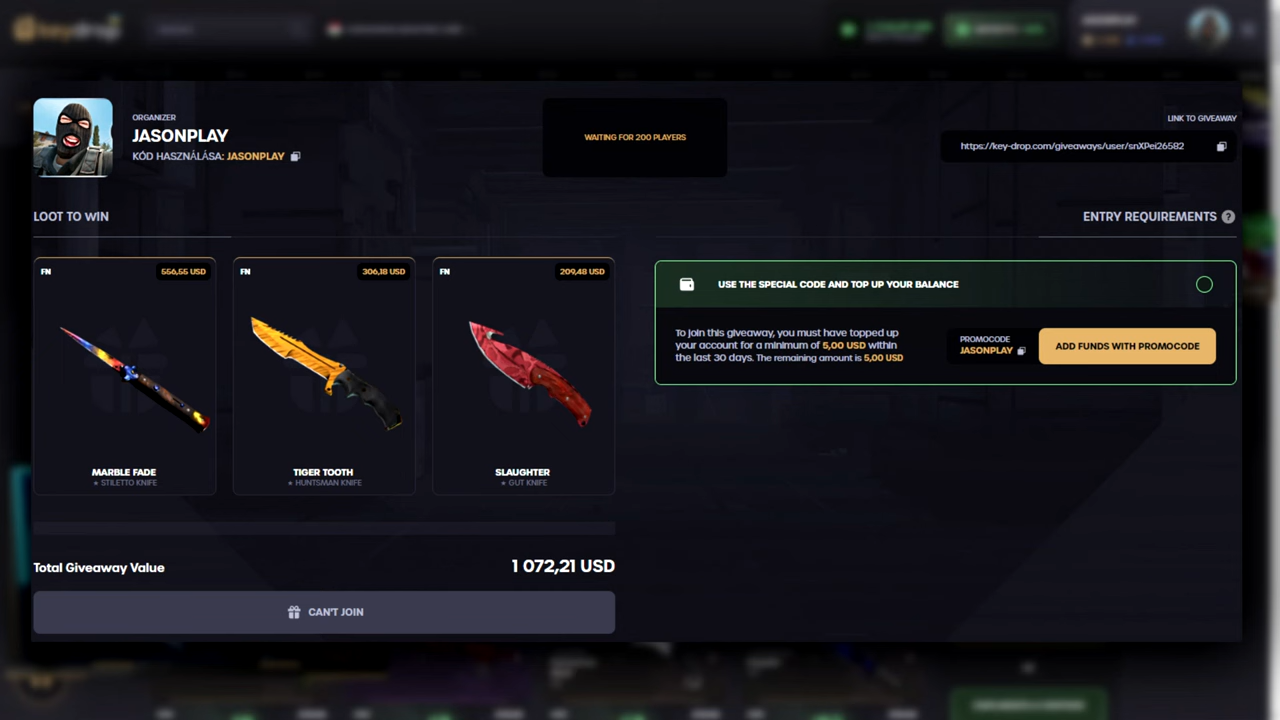 keydrop
ORGANIZER
JASONPLAY
KÓD HASZNÁLÁSA: JASONPLAY
WAITING FOR 200 PLAYERS
LINK TO GIVEAWAY
https://key-drop.com/giveaways/user/snXPei265B2
LOOT TO WIN
ENTRY REQUIREMENTS ?
FN 556,55 USD
FN 306,18 USD
FN 209,48 USD
MARBLE FADE
★ STILETTO KNIFE
TIGER TOOTH
★ HUNTSMAN KNIFE
SLAUGHTER
★ GUT KNIFE
USE THE SPECIAL CODE AND TOP UP YOUR BALANCE
To join this giveaway, you must have topped up
your account for a minimum of 5,00 USD within
the last 30 days. The remaining amount is 5,00 USD
PROMOCODE
JASONPLAY
ADD FUNDS WITH PROMOCODE
Total Giveaway Value 1 072,21 USD
CAN'T JOIN